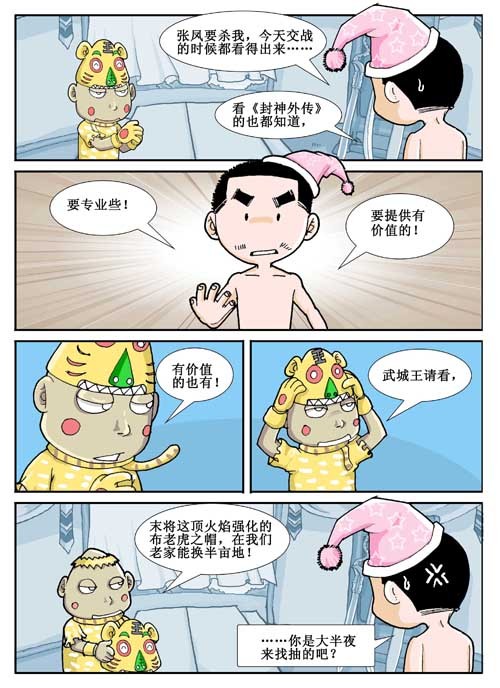 张凤要杀我，今天交战
的时候都看得出来……
看《封神外传》
的也都知道，
要专业些！
要提供有
价值的！
有价值
的也有！
武城王请看，
王
末将这顶火焰强化的
布老虎之帽，在我们
老家能换半亩地！
……你是大半夜
来找抽的吧？